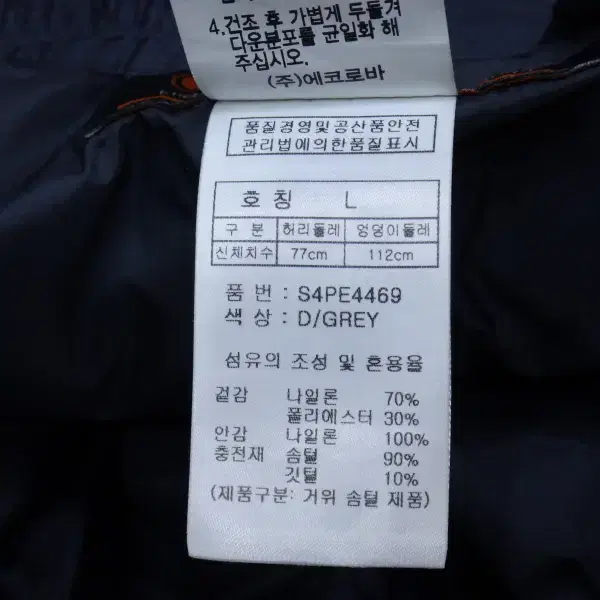 4.건조 후 가볍게 두들겨
다운분포를 균일화 해
주십시오.
(주)에코로바
품질경영및공산품안전
관리법에의한품질표시
호 칭 L
구 분 허리둘레 엉덩이둘레
신체치수 77cm 112cm
품 번 : S4PE4469
색 상 : D/GREY
섬유의 조성 및 혼용율
겉감 나일론 70%
폴리에스터 30%
안감 나일론 100%
충전재 솜털 90%
깃털 10%
(제품구분: 거위 솜털 제품)